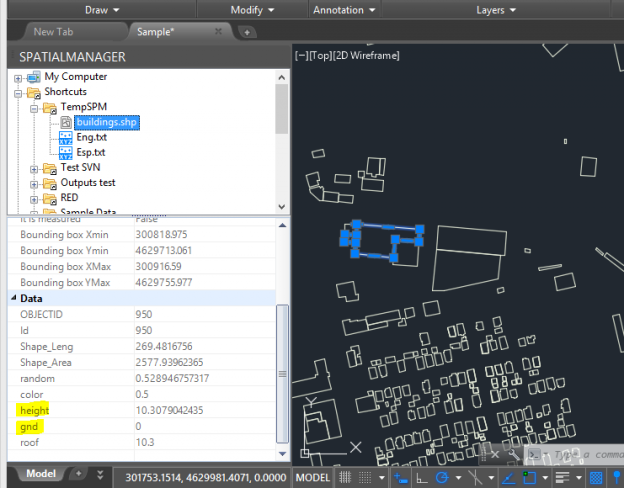 Draw Modify Annotation Layers
New Tab Sample*
SPATIALMANAGER
[−][Top][2D Wireframe]
My Computer
Shortcuts
TempSPM
buildings.shp
XYZ Eng.txt
XYZ Esp.txt
Test SVN
Outputs test
RED
Sample Data
It is measured False
Bounding box Xmin 300818.975
Bounding box Ymin 4629713.061
Bounding box XMax 300916.59
Bounding box YMax 4629755.977
Data
OBJECTID 950
Id 950
Shape_Leng 269.4816756
Shape_Area 2577.93962365
random 0.528946757317
color 0.5
height 10.3079042435
gnd 0
roof 10.3
Y
X
Type a comma
Model
301753.1514, 4629981.4071, 0.0000 MODEL